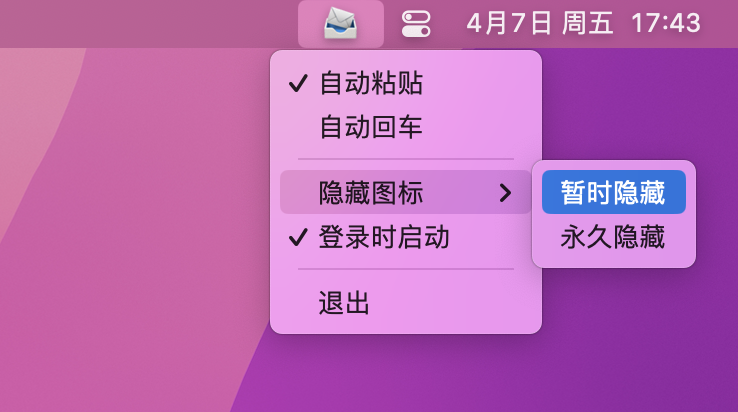 4月7日 周五 17:43
自动粘贴
自动回车
隐藏图标
暂时隐藏
登录时启动
永久隐藏
退出